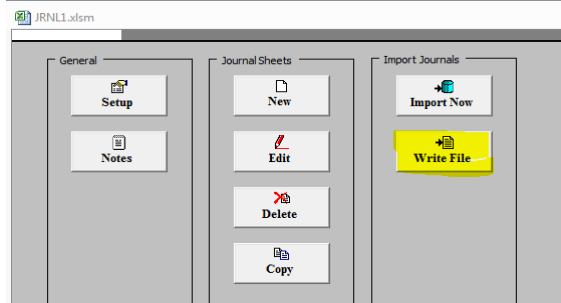 JRNL1.xlsm
General
Setup
Notes
Journal Sheets
New
Edit
Delete
Copy
Import Journals
Import Now
Write File